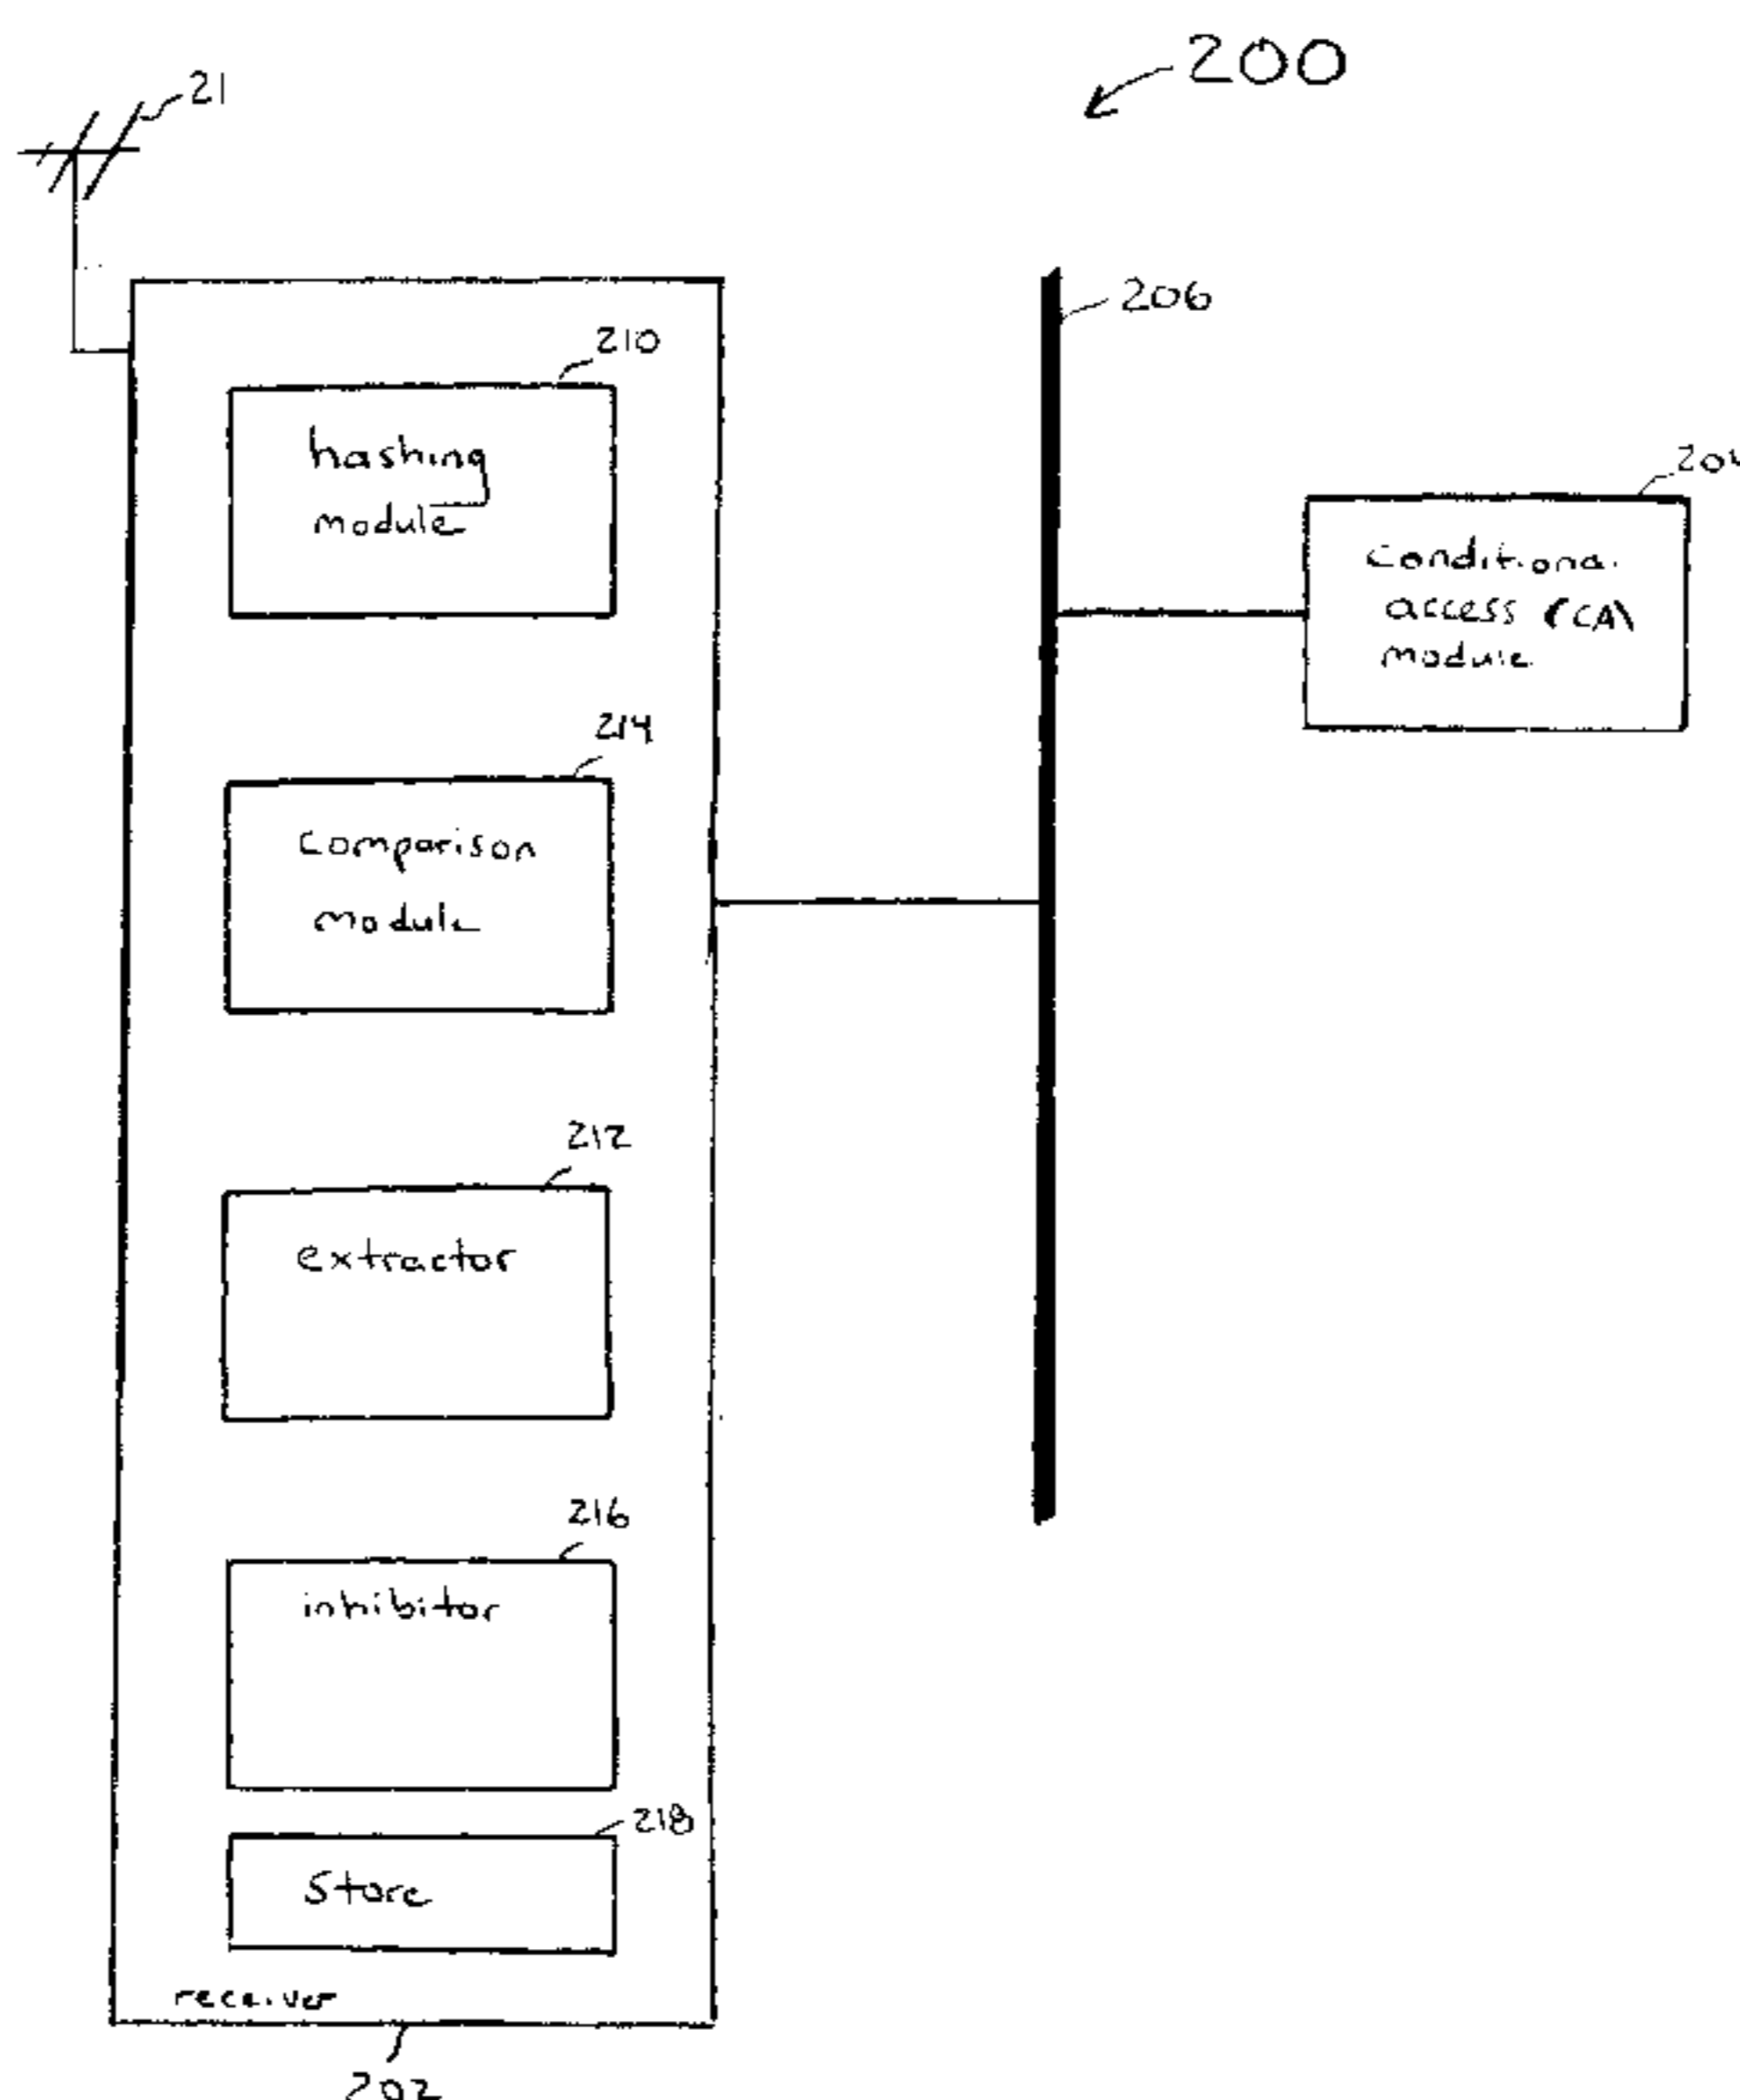 200
21
210
hashing
module
206
204
Conditional
access (CA)
module
214
Comparison
module
212
extractor
216
inhibitor
218
Store
receiver
202